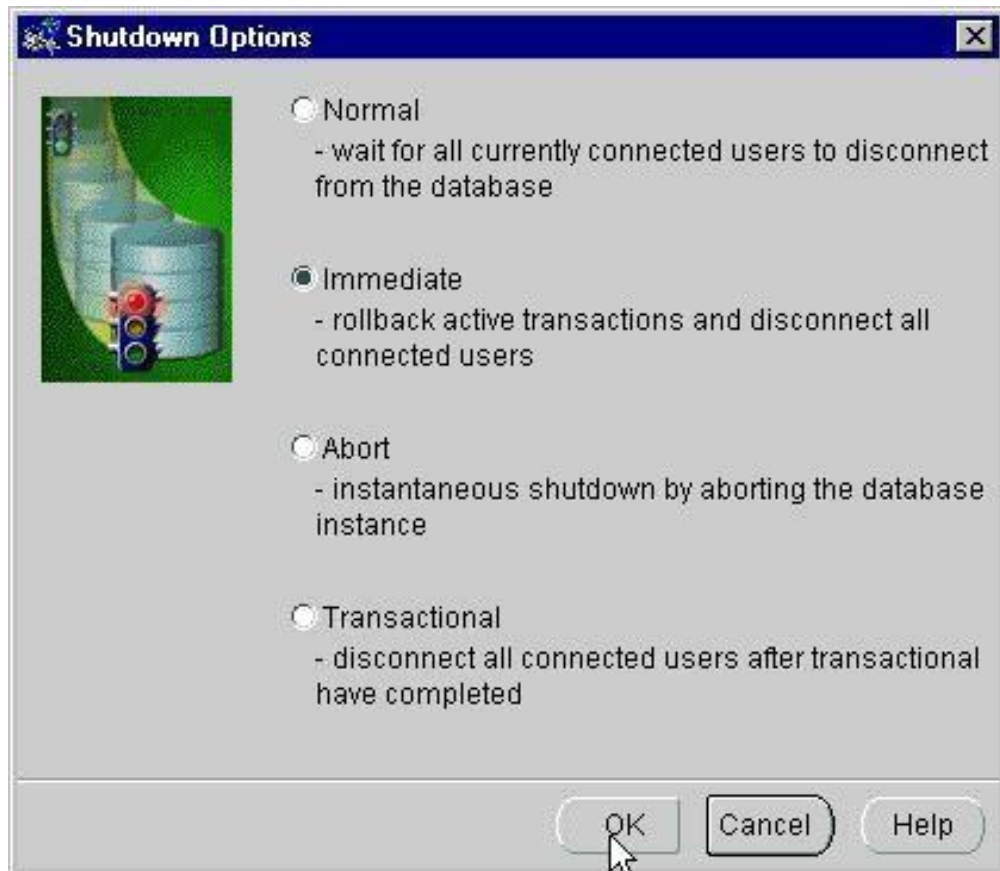 Shutdown Options
Normal
- wait for all currently connected users to disconnect
from the database
Immediate
- rollback active transactions and disconnect all
connected users
Abort
- instantaneous shutdown by aborting the database
instance
Transactional
- disconnect all connected users after transactional
have completed
OK
Cancel
Help